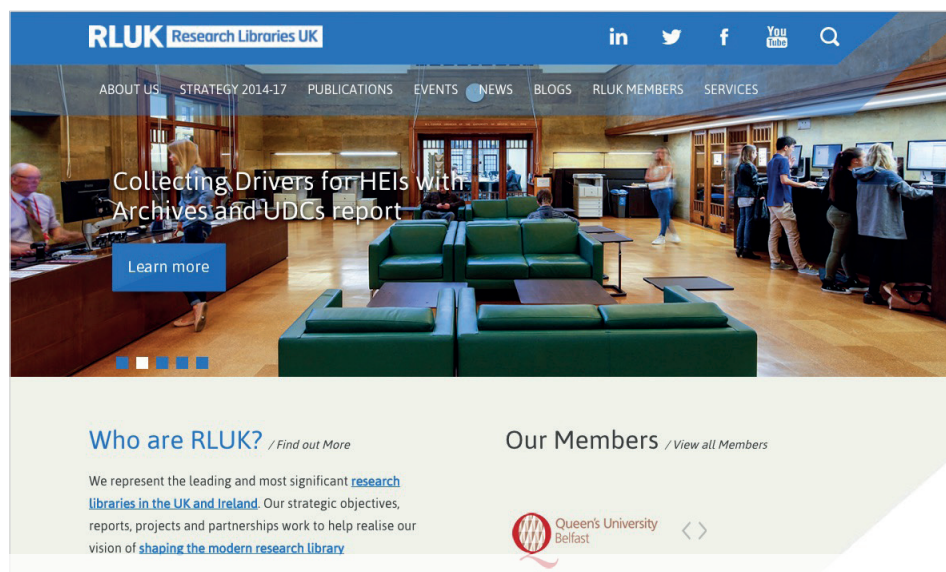 RLUK Research Libraries UK
in f You Tube
ABOUT US STRATEGY 2014-17 PUBLICATIONS EVENTS NEWS BLOGS RLUK MEMBERS SERVICES
Collecting Drivers for HEIs with
Archives and UDCs report
Learn more
Who are RLUK? / Find out More
We represent the leading and most significant research
libraries in the UK and Ireland. Our strategic objectives,
reports, projects and partnerships work to help realise our
vision of shaping the modern research library
Our Members / View all Members
Queen's University
Belfast